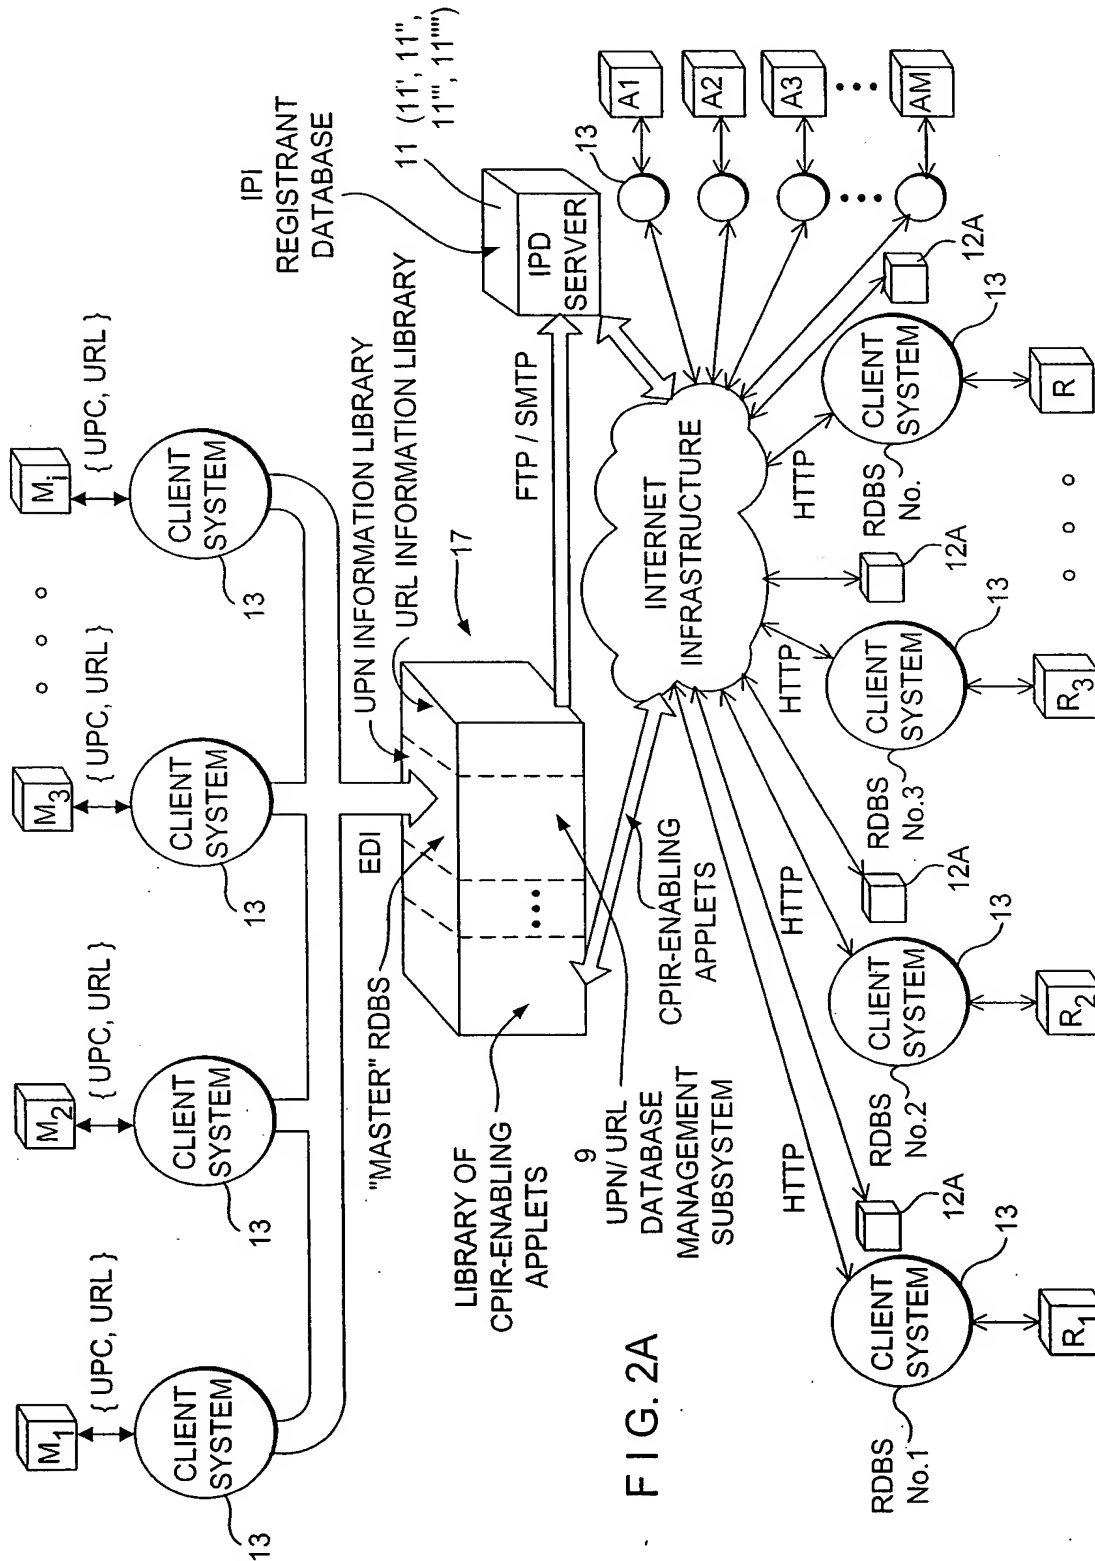 M1
{ UPC, URL }
CLIENT
SYSTEM
13
M2
{ UPC, URL }
CLIENT
SYSTEM
13
M3
{ UPC, URL }
CLIENT
SYSTEM
13
Mi
{ UPC, URL }
CLIENT
SYSTEM
13
EDI
"MASTER" RDBS
UPN INFORMATION LIBRARY
URL INFORMATION LIBRARY
17
LIBRARY OF
CPIR-ENABLING
APPLETS
9
UPN/ URL
DATABASE
MANAGEMENT
SUBSYSTEM
CPIR-ENABLING
APPLETS
FTP / SMTP
IPI
REGISTRANT
DATABASE
11 (11', 11",
11''', 11'''')
IPD
SERVER
INTERNET
INFRASTRUCTURE
13
A1
A2
A3
AM
HTTP
HTTP
HTTP
HTTP
12A
12A
12A
12A
RDBS
No.1
CLIENT
SYSTEM
13
R1
RDBS
No.2
CLIENT
SYSTEM
13
R2
RDBS
No.3
CLIENT
SYSTEM
13
R3
RDBS
No.
CLIENT
SYSTEM
13
R
FIG. 2A